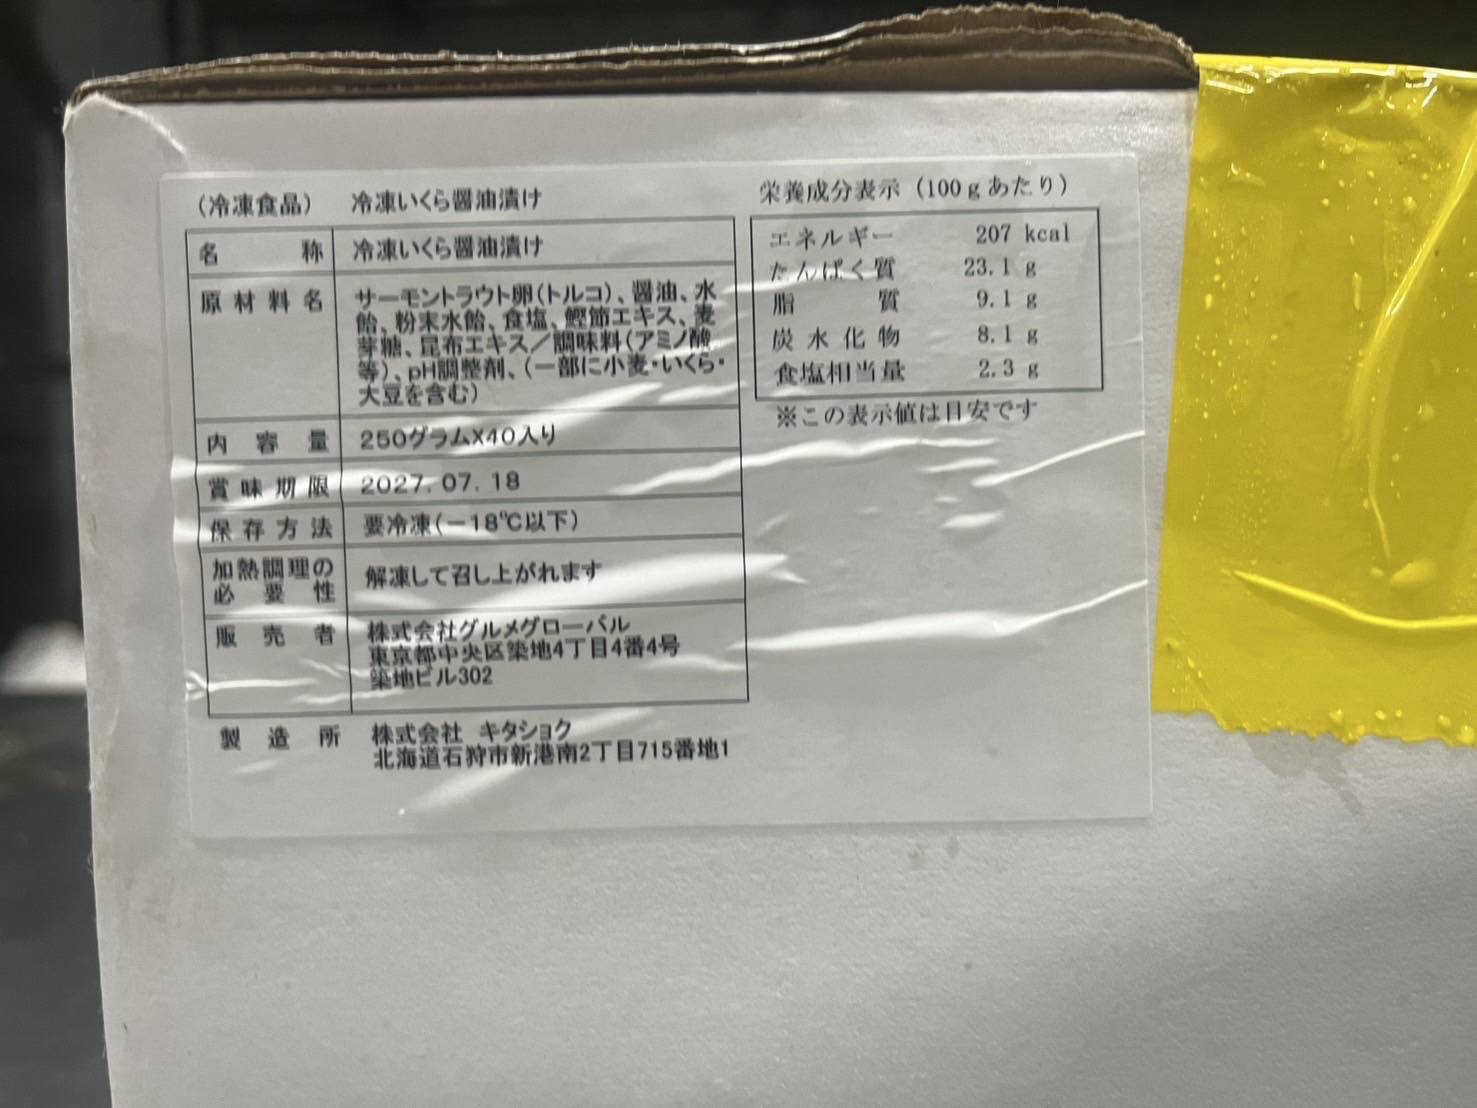 (冷凍食品) 冷凍いくら醤油漬け
名称 冷凍いくら醤油漬け
原材料名 サーモントラウト卵(トルコ)、醤油、水
飴、粉末水飴、食塩、鰹節エキス、麦
芽糖、昆布エキス/調味料(アミノ酸
等)、pH調整剤、(一部に小麦・いくら・
大豆を含む)
内容量 250グラムX40入り
賞味期限 2027.07.18
保存方法 要冷凍(-18℃以下)
加熱調理の
必要性 解凍して召し上がれます
販売者 株式会社グルメグローバル
東京都中央区築地4丁目4番4号
築地ビル302
製造所 株式会社 キタショク
北海道石狩市新港南2丁目715番地1
栄養成分表示(100gあたり)
エネルギー 207 kcal
たんぱく質 23.1 g
脂質 9.1 g
炭水化物 8.1 g
食塩相当量 2.3 g
※この表示値は目安です